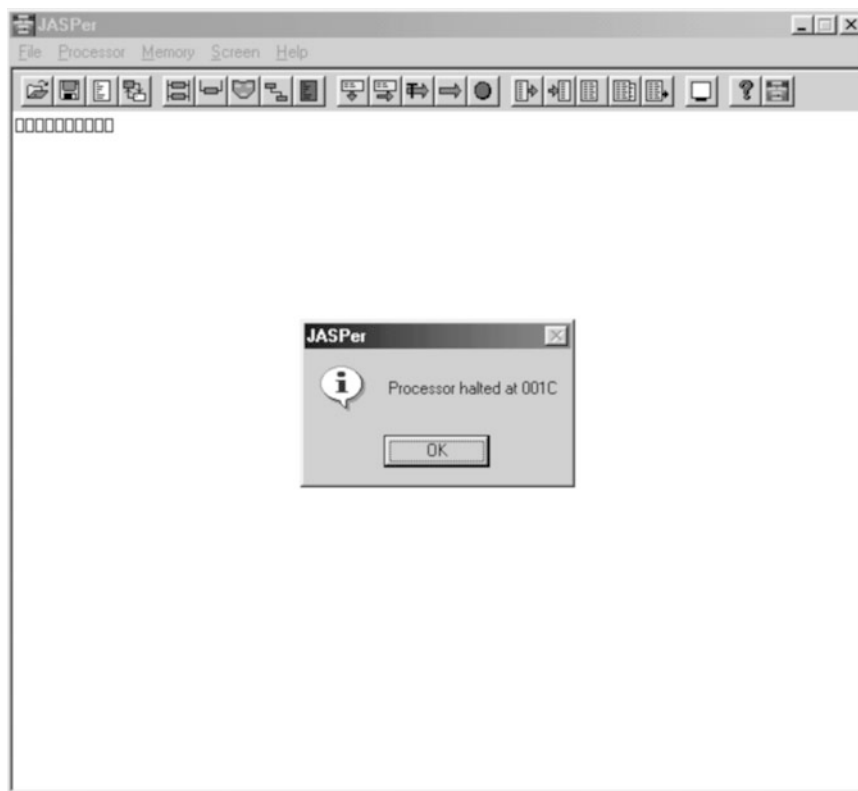 JASPer
File Processor Memory Screen Help
▯▯▯▯▯▯▯▯▯▯
JASPer
Processor halted at 001C
OK